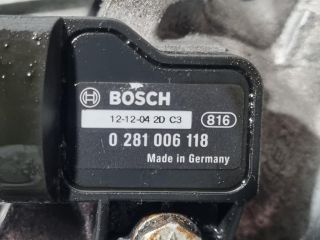 BOSCH
12-12-04 2D C3 816
0 281 006 118
Made in Germany